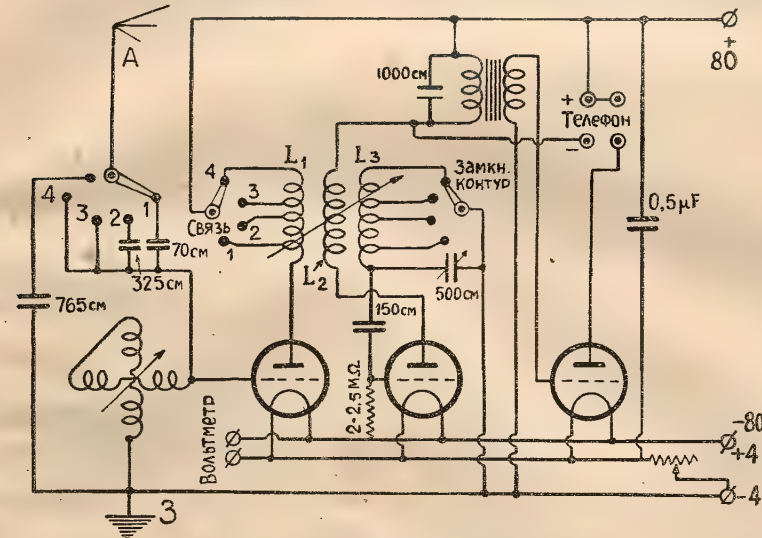 A
+
80
1000см
+
Телефон
–
4
3
2
1
70см
325см
765см
L1
4
3
2
1
Связь
L2
L3
Замкн.
контур
500см
150см
0,5μF
2-2,5 MΩ
Вольтметр
-80
+4
-4
З